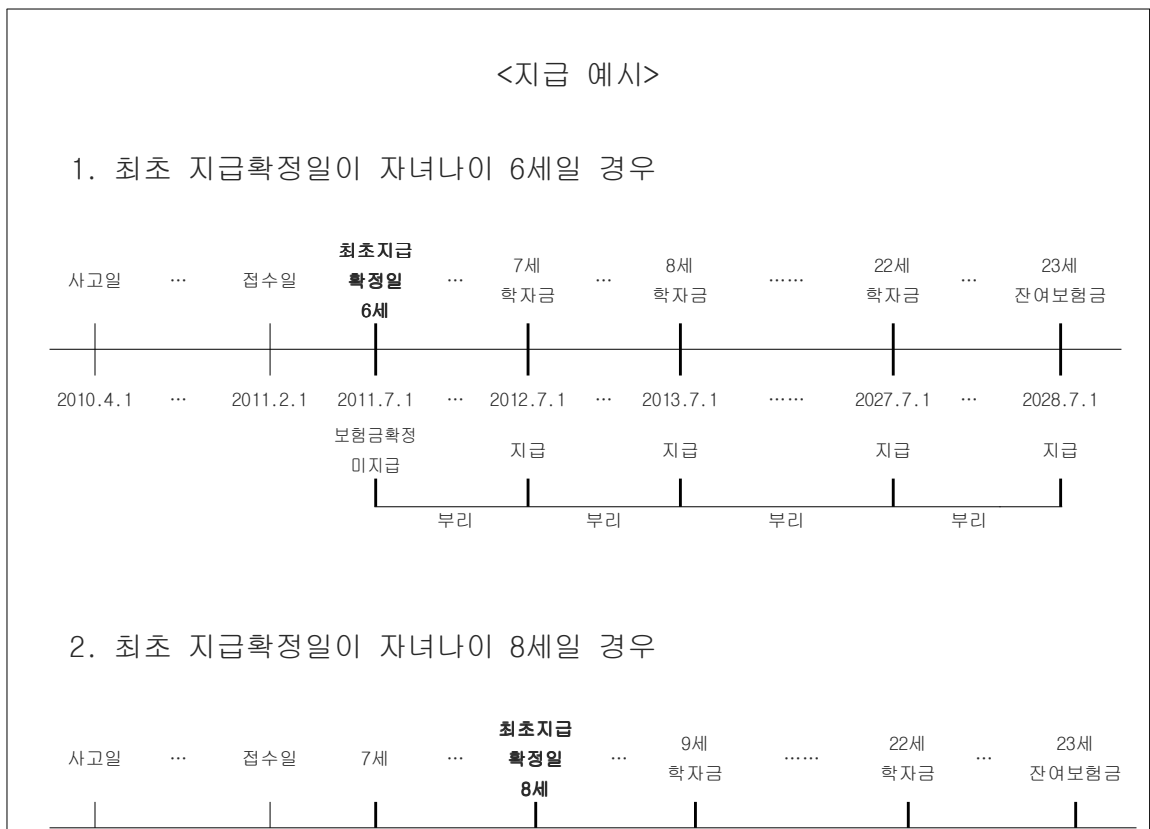 <지급 예시>
1. 최초 지급확정일이 자녀나이 6세일 경우
사고일 … 접수일 최초지급 확정일 6세 … 7세 학자금 … 8세 학자금 …… 22세 학자금 … 23세 잔여보험금
2010.4.1 … 2011.2.1 2011.7.1 … 2012.7.1 … 2013.7.1 …… 2027.7.1 … 2028.7.1
보험금확정 미지급 지급 지급 지급 지급
부리 부리 부리 부리
2. 최초 지급확정일이 자녀나이 8세일 경우
사고일 … 접수일 7세 … 최초지급 확정일 8세 … 9세 학자금 …… 22세 학자금 … 23세 잔여보험금